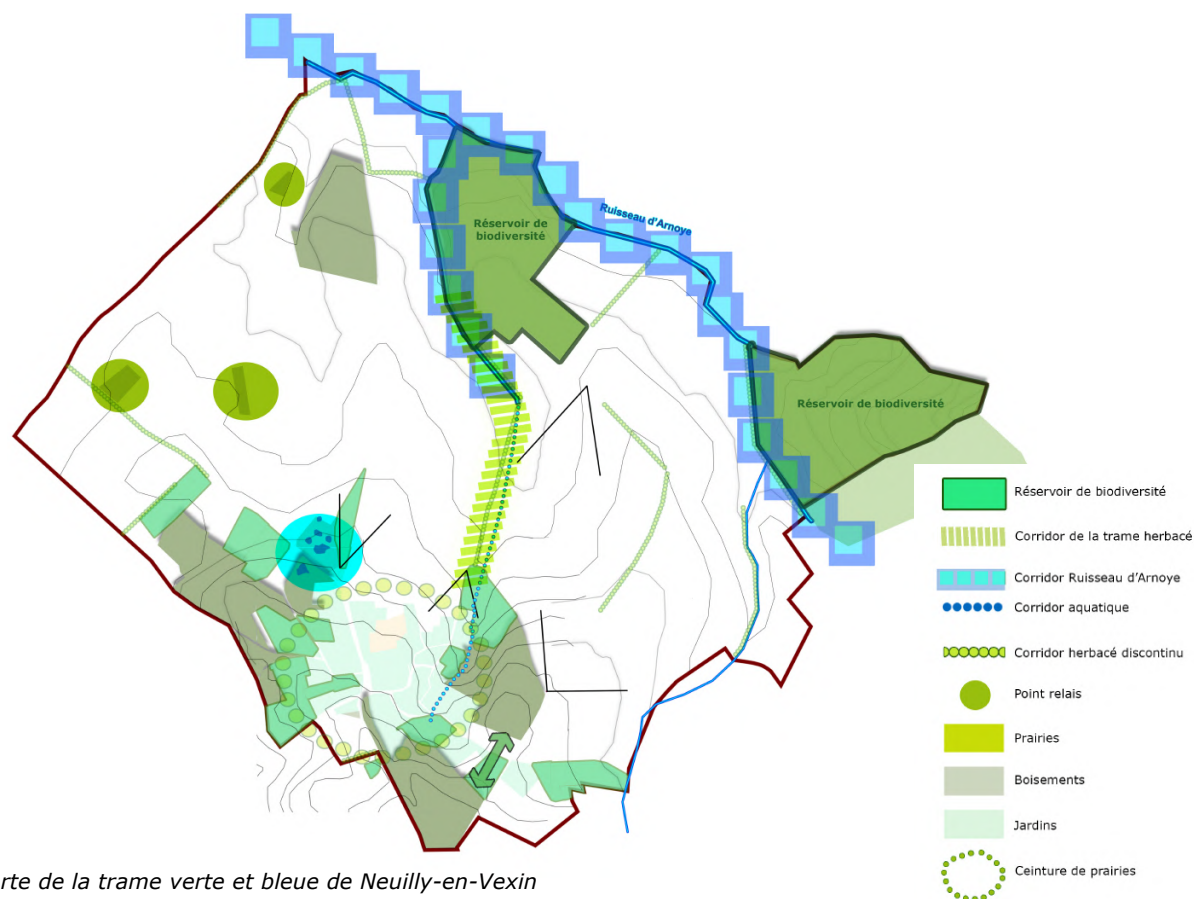 Ruisseau d'Arnoye
Réservoir de
biodiversité
Réservoir de biodiversité
Réservoir de biodiversité
Corridor de la trame herbacé
Corridor Ruisseau d'Arnoye
Corridor aquatique
Corridor herbacé discontinu
Point relais
Prairies
Boisements
Jardins
Ceinture de prairies
rte de la trame verte et bleue de Neuilly-en-Vexin